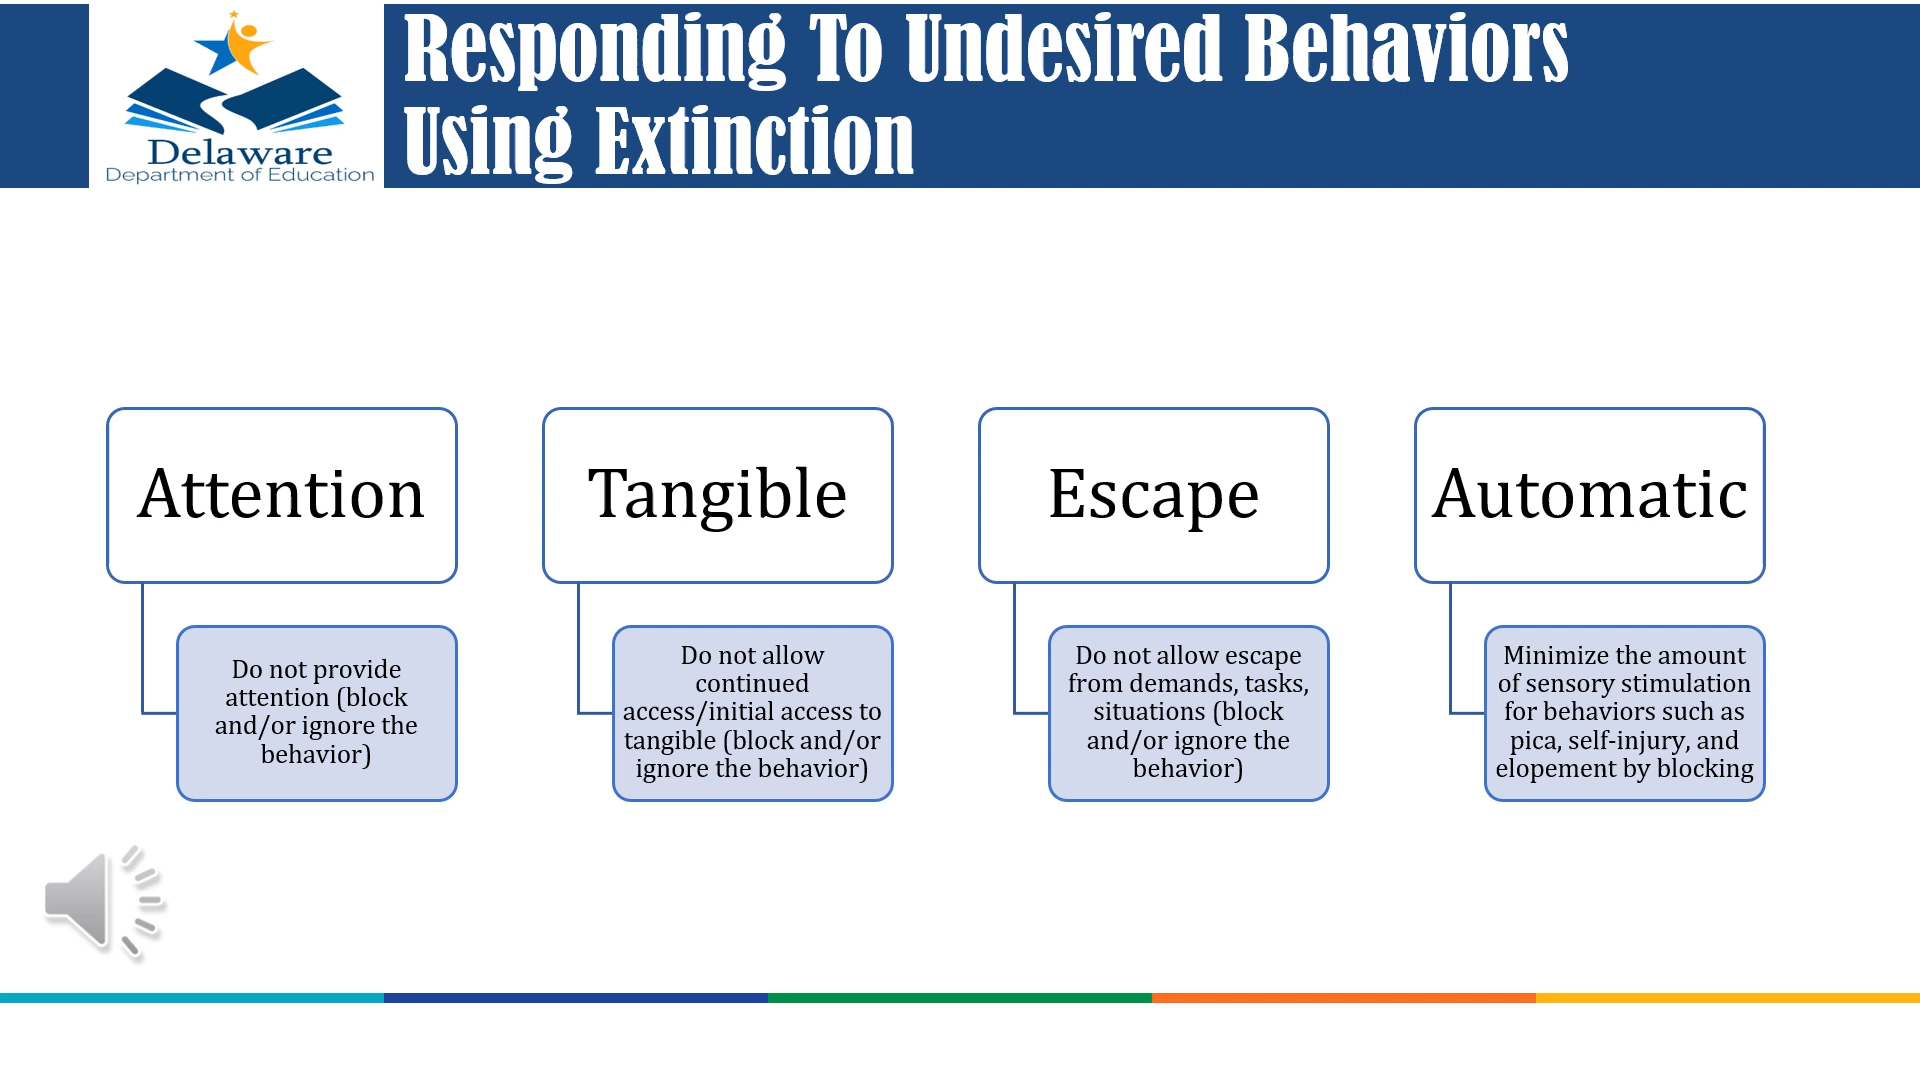 Responding To Undesired Behaviors
Using Extinction
Delaware
Department of Education
Attention
Do not provide
attention (block
and/or ignore the
behavior)
Tangible
Do not allow
continued
access/initial access to
tangible (block and/or
ignore the behavior)
Escape
Do not allow escape
from demands, tasks,
situations (block
and/or ignore the
behavior)
Automatic
Minimize the amount
of sensory stimulation
for behaviors such as
pica, self-injury, and
elopement by blocking